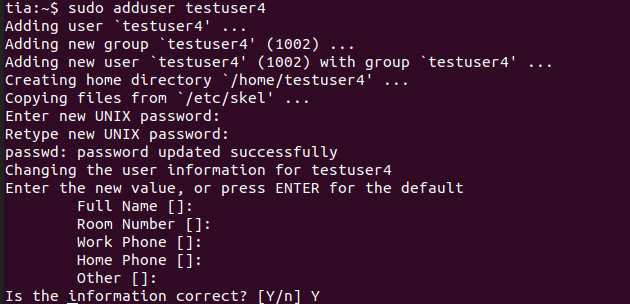 tia:~$ sudo adduser testuser4
Adding user `testuser4' ...
Adding new group `testuser4' (1002) ...
Adding new user `testuser4' (1002) with group `testuser4' ...
Creating home directory `/home/testuser4' ...
Copying files from `/etc/skel' ...
Enter new UNIX password:
Retype new UNIX password:
passwd: password updated successfully
Changing the user information for testuser4
Enter the new value, or press ENTER for the default
Full Name []:
Room Number []:
Work Phone []:
Home Phone []:
Other []:
Is the information correct? [Y/n] Y